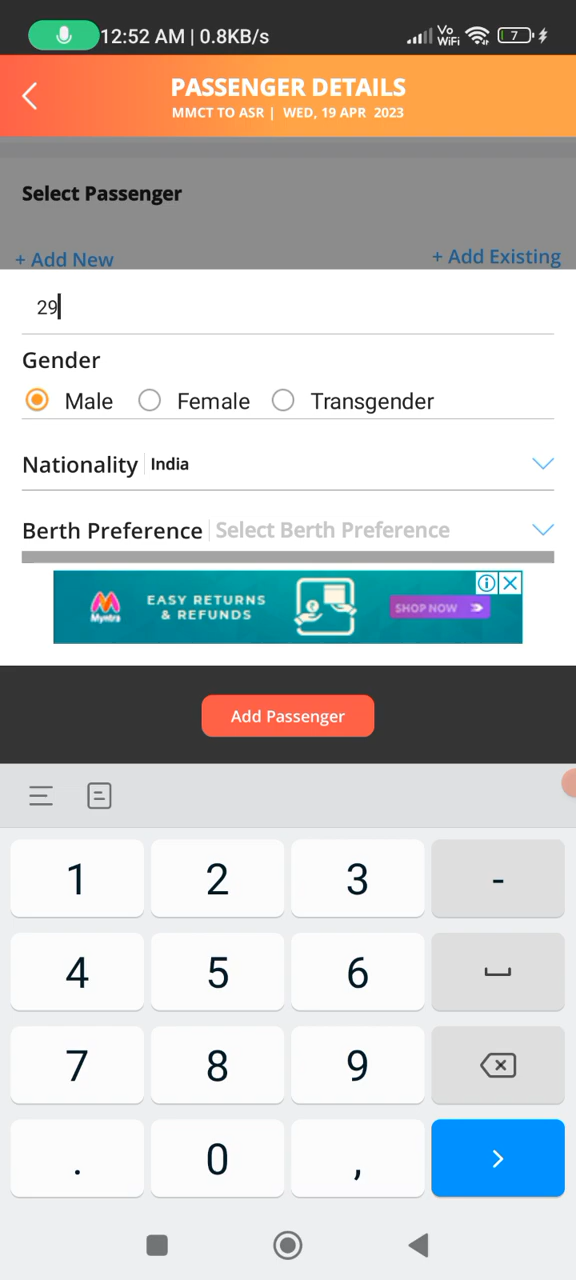 12:52 AM | 0.8KB/s Vo WiFi 7
PASSENGER DETAILS
MMCT TO ASR | WED, 19 APR 2023
Select Passenger
+ Add New + Add Existing
29
Gender
Male Female Transgender
Nationality India
Berth Preference Select Berth Preference
Myntra EASY RETURNS & REFUNDS SHOP NOW
Add Passenger
1 2 3 -
4 5 6
7 8 9
. 0 ,